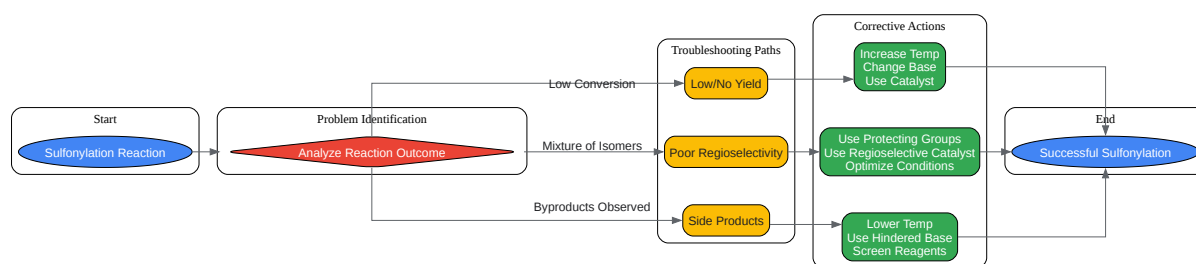 Start
Sulfonylation Reaction
Problem Identification
Analyze Reaction Outcome
Low Conversion
Mixture of Isomers
Byproducts Observed
Troubleshooting Paths
Low/No Yield
Poor Regioselectivity
Side Products
Corrective Actions
Increase Temp
Change Base
Use Catalyst
Use Protecting Groups
Use Regioselective Catalyst
Optimize Conditions
Lower Temp
Use Hindered Base
Screen Reagents
End
Successful Sulfonylation